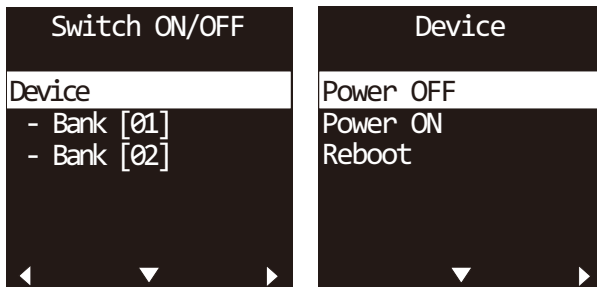 Switch ON/OFF
Device
- Bank [01]
- Bank [02]
Device
Power OFF
Power ON
Reboot